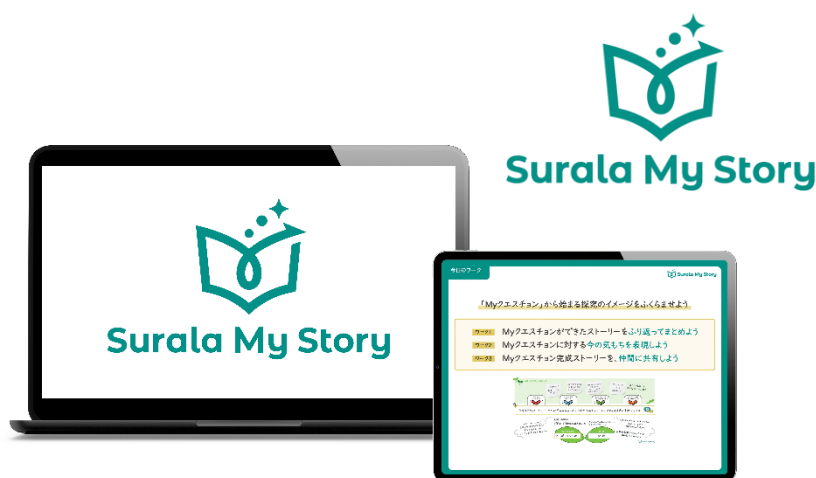 Surala My Story
Surala My Story
今日のワーク
Surala My Story
「Myクエスチョン」から始まる探究のイメージをふくらませよう
ワーク1 Myクエスチョンができたストーリーをふり返ってまとめよう
ワーク2 Myクエスチョンに対する今の気もちを表現しよう
ワーク3 Myクエスチョン完成ストーリーを、仲間に共有しよう